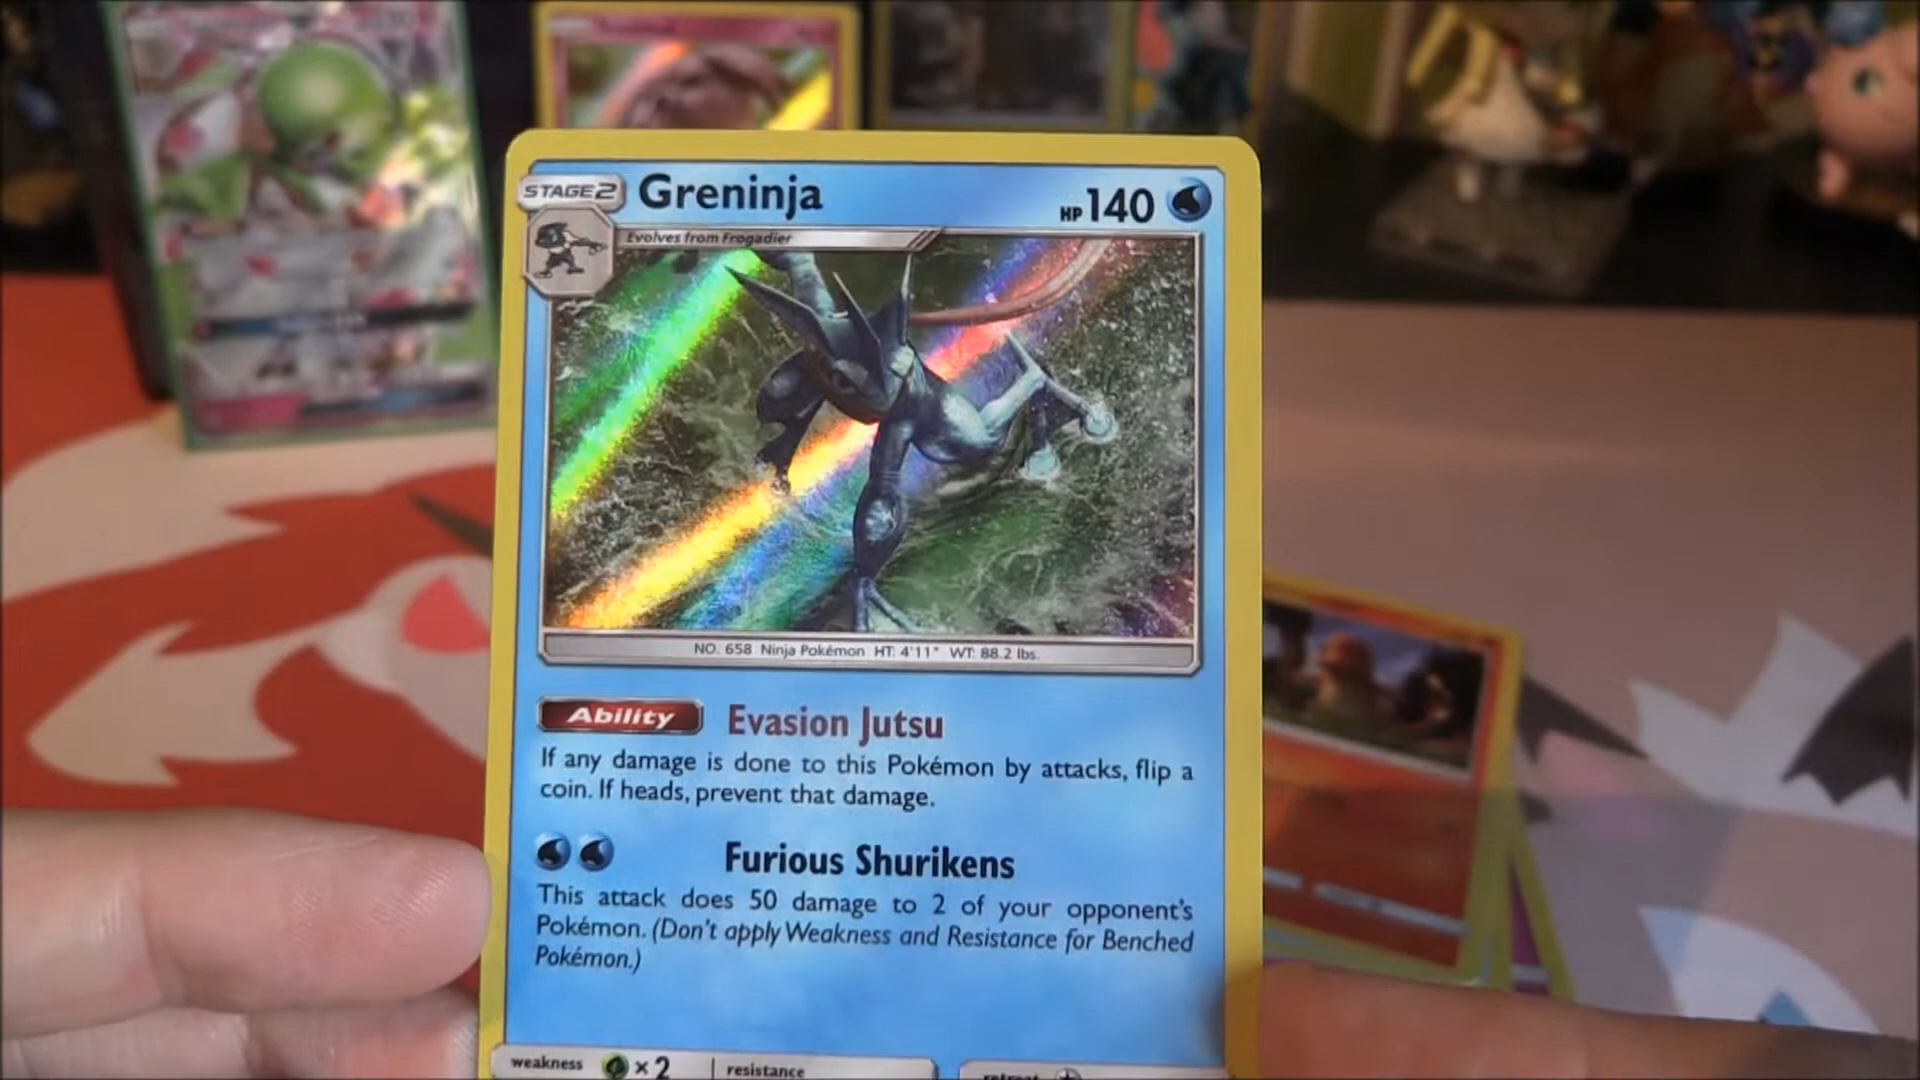 STAGE 2 Greninja HP 140
Evolves from Frogadier
NO. 658 Ninja Pokémon HT: 4'11" WT: 88.2 lbs.
Ability Evasion Jutsu
If any damage is done to this Pokémon by attacks, flip a
coin. If heads, prevent that damage.
Furious Shurikens
This attack does 50 damage to 2 of your opponent's
Pokémon. (Don't apply Weakness and Resistance for Benched
Pokémon.)
weakness ×2 resistance retreat